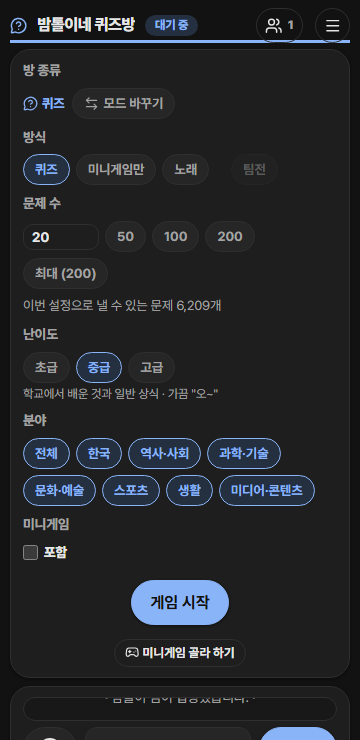 밤톨이네 퀴즈방 대기 중 1
방 종류
퀴즈 모드 바꾸기
방식
퀴즈 미니게임만 노래 팀전
문제 수
20 50 100 200
최대 (200)
이번 설정으로 낼 수 있는 문제 6,209개
난이도
초급 중급 고급
학교에서 배운 것과 일반 상식 · 가끔 "오~"
분야
전체 한국 역사·사회 과학·기술
문화·예술 스포츠 생활 미디어·콘텐츠
미니게임
포함
게임 시작
미니게임 골라 하기